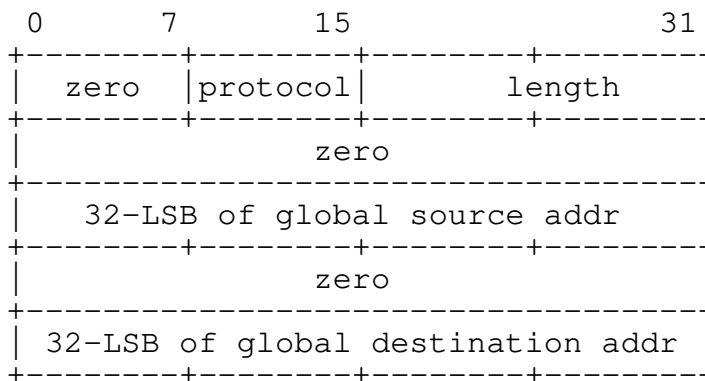 0 7 15 31
+--------+--------+--------+--------
| zero |protocol| length
+--------+--------+--------+--------
| zero
+-----------------------------------
| 32-LSB of global source addr
+--------+--------+--------+--------
| zero
+-----------------------------------
| 32-LSB of global destination addr
+--------+--------+--------+--------